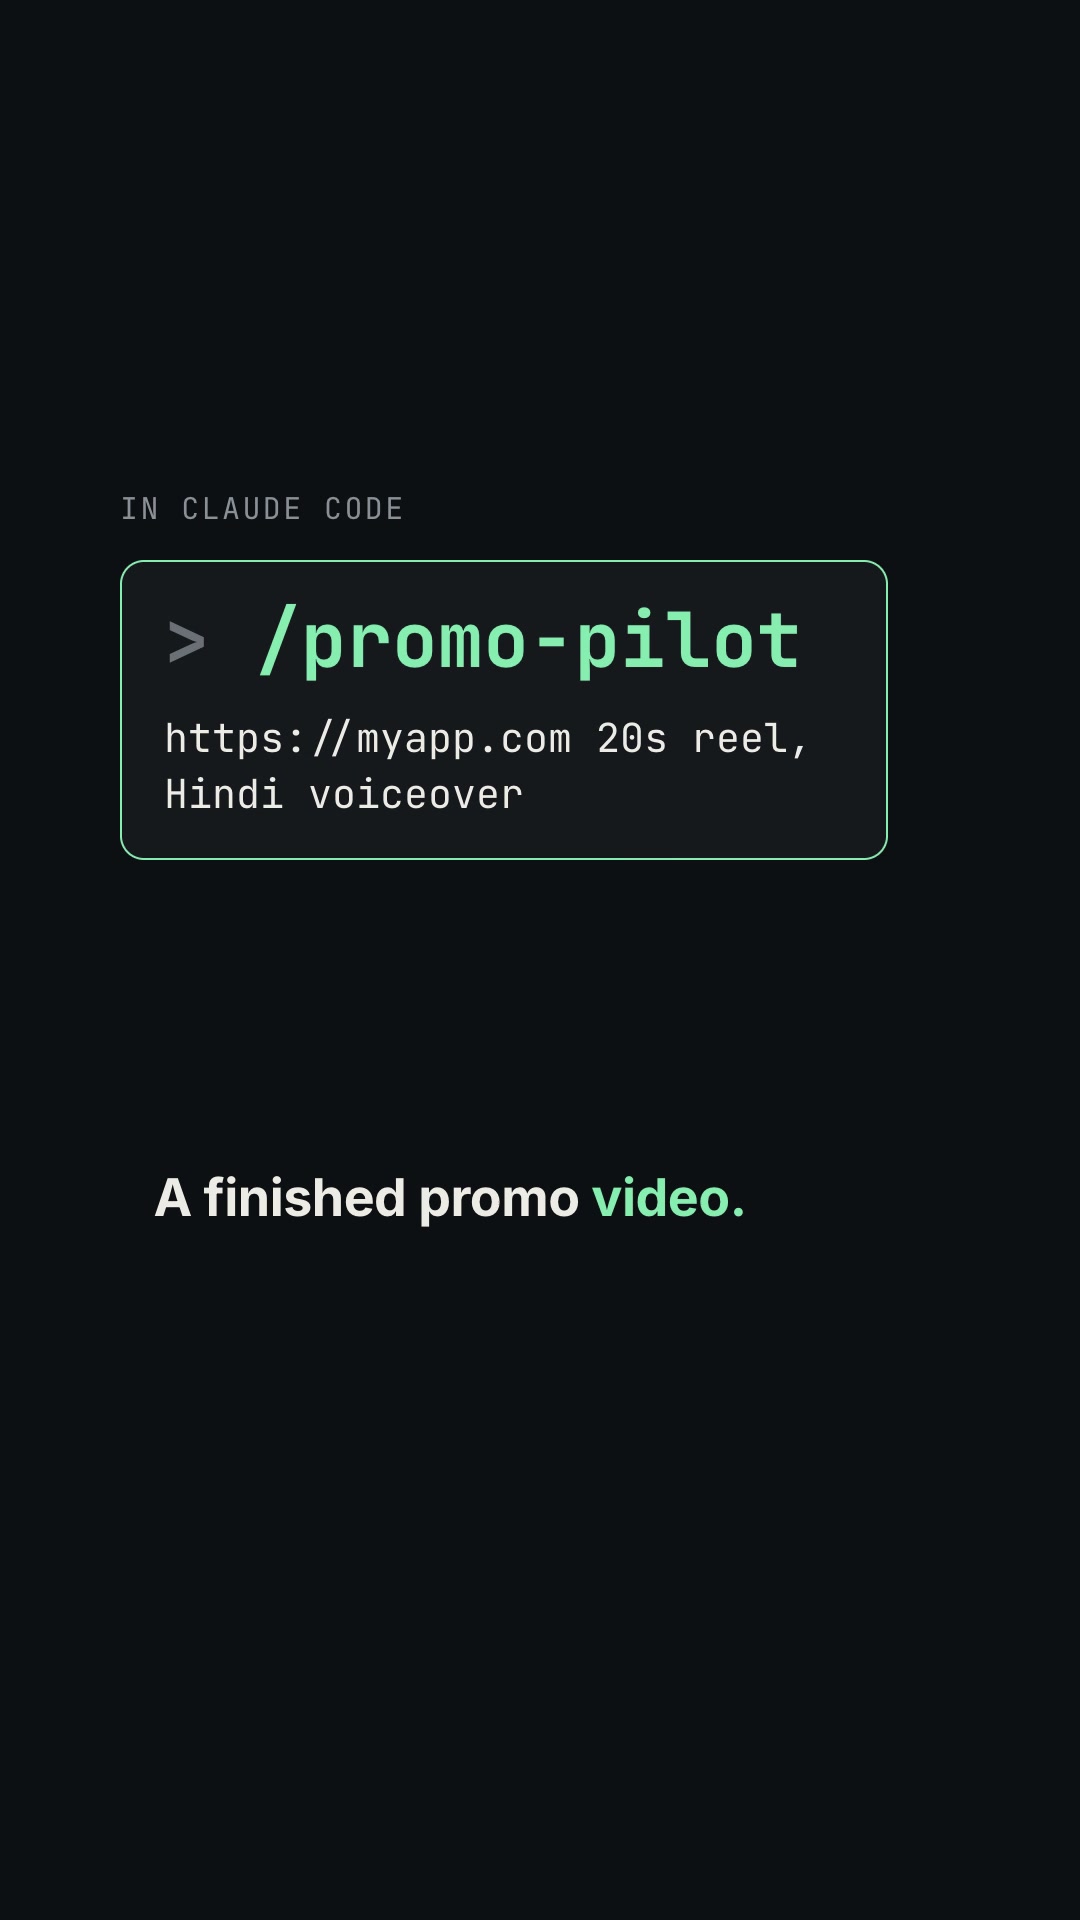 IN CLAUDE CODE
> /promo-pilot
https://myapp.com 20s reel,
Hindi voiceover
A finished promo video.